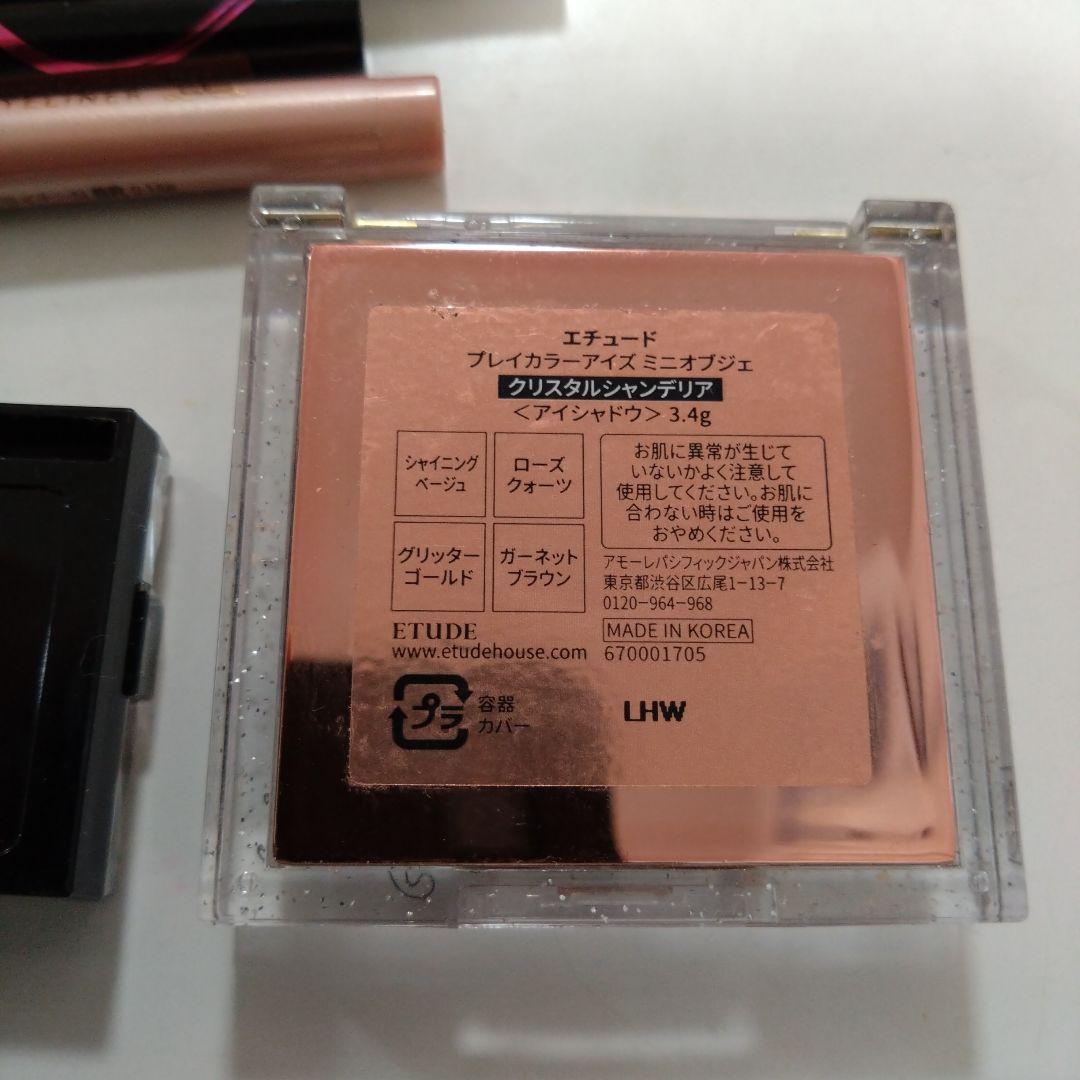 エチュード
プレイカラーアイズ ミニオブジェ
クリスタルシャンデリア
＜アイシャドウ＞ 3.4g
シャイニング
ベージュ
ローズ
クォーツ
グリッター
ゴールド
ガーネット
ブラウン
お肌に異常が生じて
いないかよく注意して
使用してください。お肌に
合わない時はご使用を
おやめください。
アモーレパシフィックジャパン株式会社
東京都渋谷区広尾1-13-7
0120-964-968
MADE IN KOREA
670001705
ETUDE
www.etudehouse.com
プラ
容器
カバー
LHW